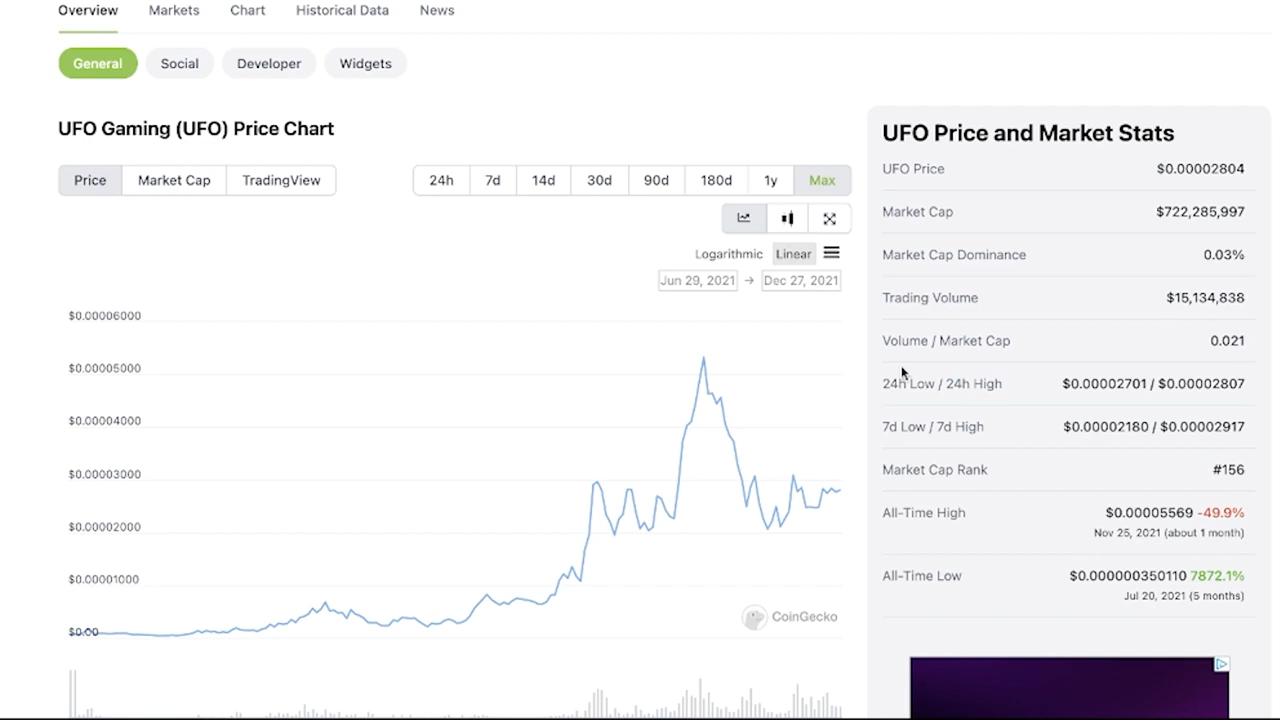 Overview Markets Chart Historical Data News
General Social Developer Widgets
UFO Gaming (UFO) Price Chart
Price Market Cap TradingView
24h 7d 14d 30d 90d 180d 1y Max
Logarithmic Linear
Jun 29, 2021 → Dec 27, 2021
$0.00006000
$0.00005000
$0.00004000
$0.00003000
$0.00002000
$0.00001000
$0.00
CoinGecko
UFO Price and Market Stats
UFO Price $0.00002804
Market Cap $722,285,997
Market Cap Dominance 0.03%
Trading Volume $15,134,838
Volume / Market Cap 0.021
24h Low / 24h High $0.00002701 / $0.00002807
7d Low / 7d High $0.00002180 / $0.00002917
Market Cap Rank #156
All-Time High $0.00005569 -49.9%
Nov 25, 2021 (about 1 month)
All-Time Low $0.000000350110 7872.1%
Jul 20, 2021 (5 months)